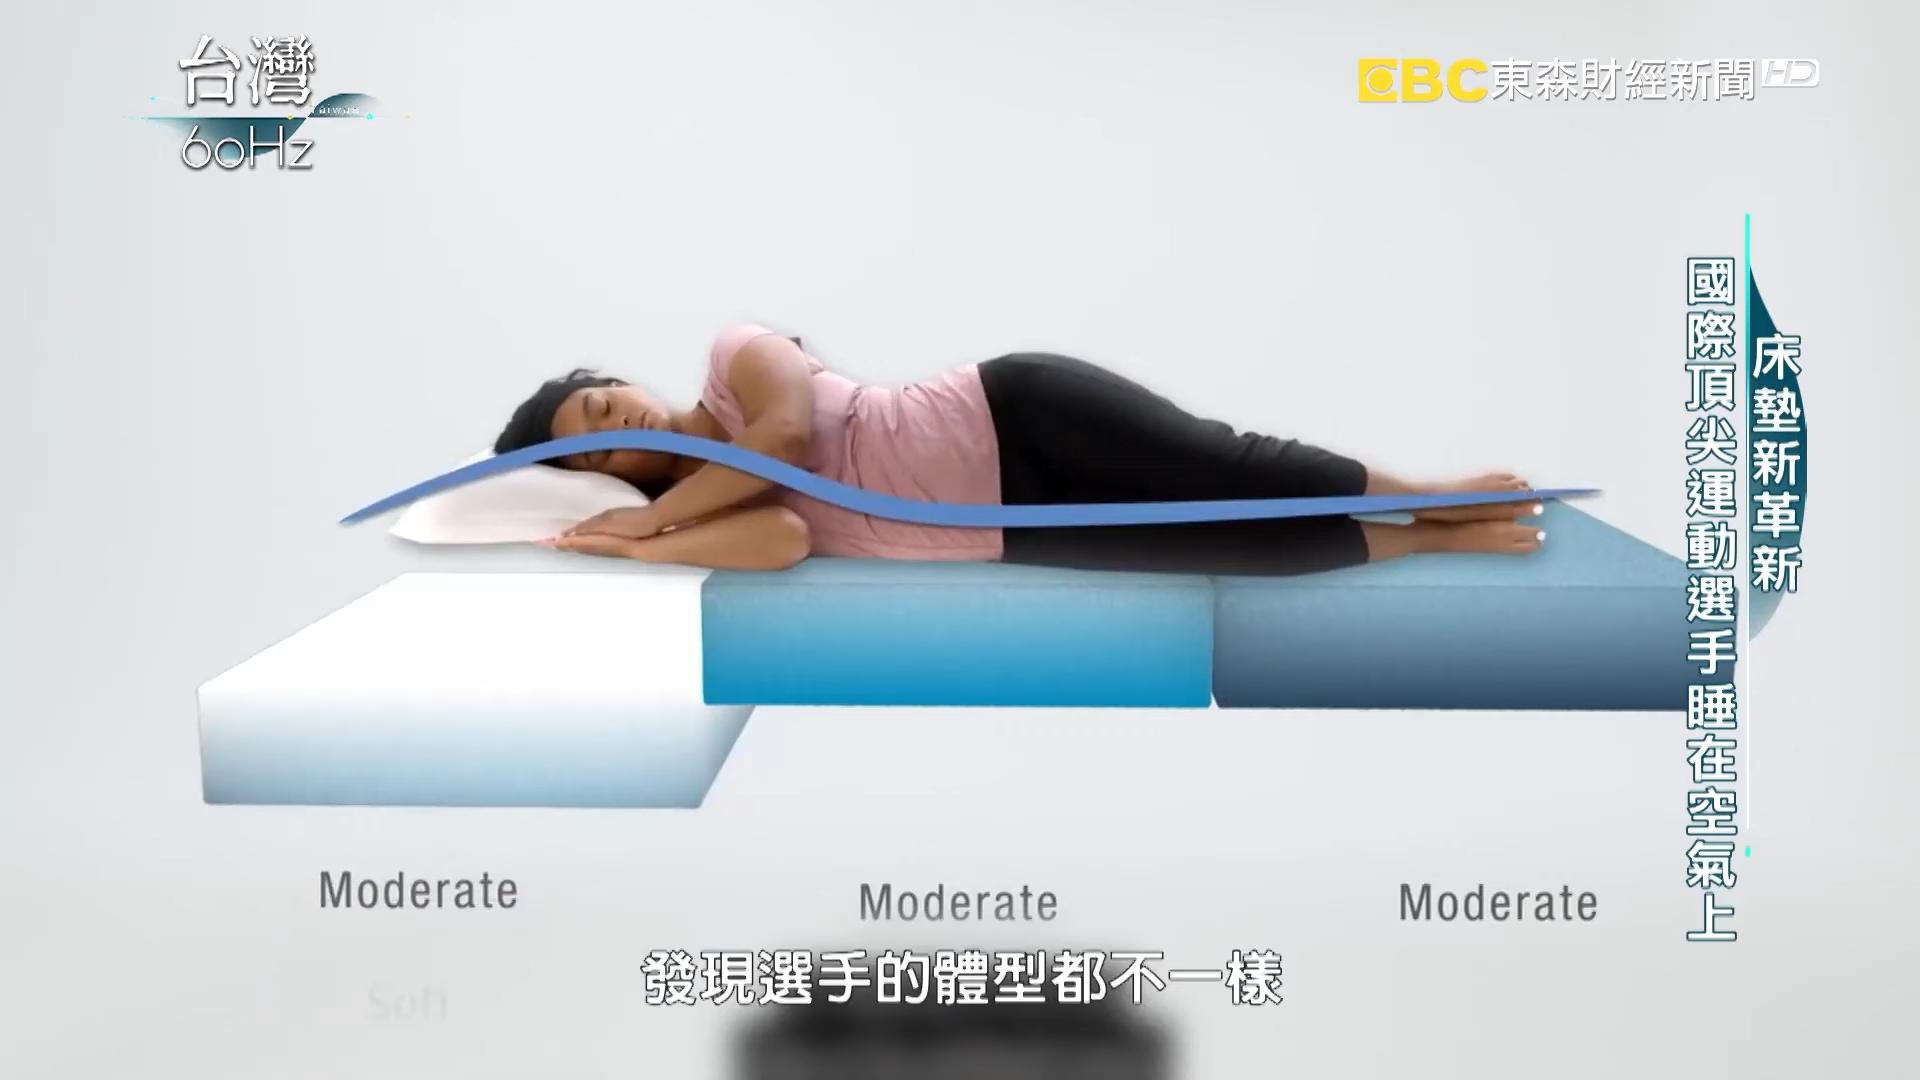 台灣
Taiwan
60Hz
EBC東森財經新聞HD
床墊新革新
國際頂尖運動選手睡在空氣上
Moderate
Moderate
Moderate
Soft
發現選手的體型都不一樣